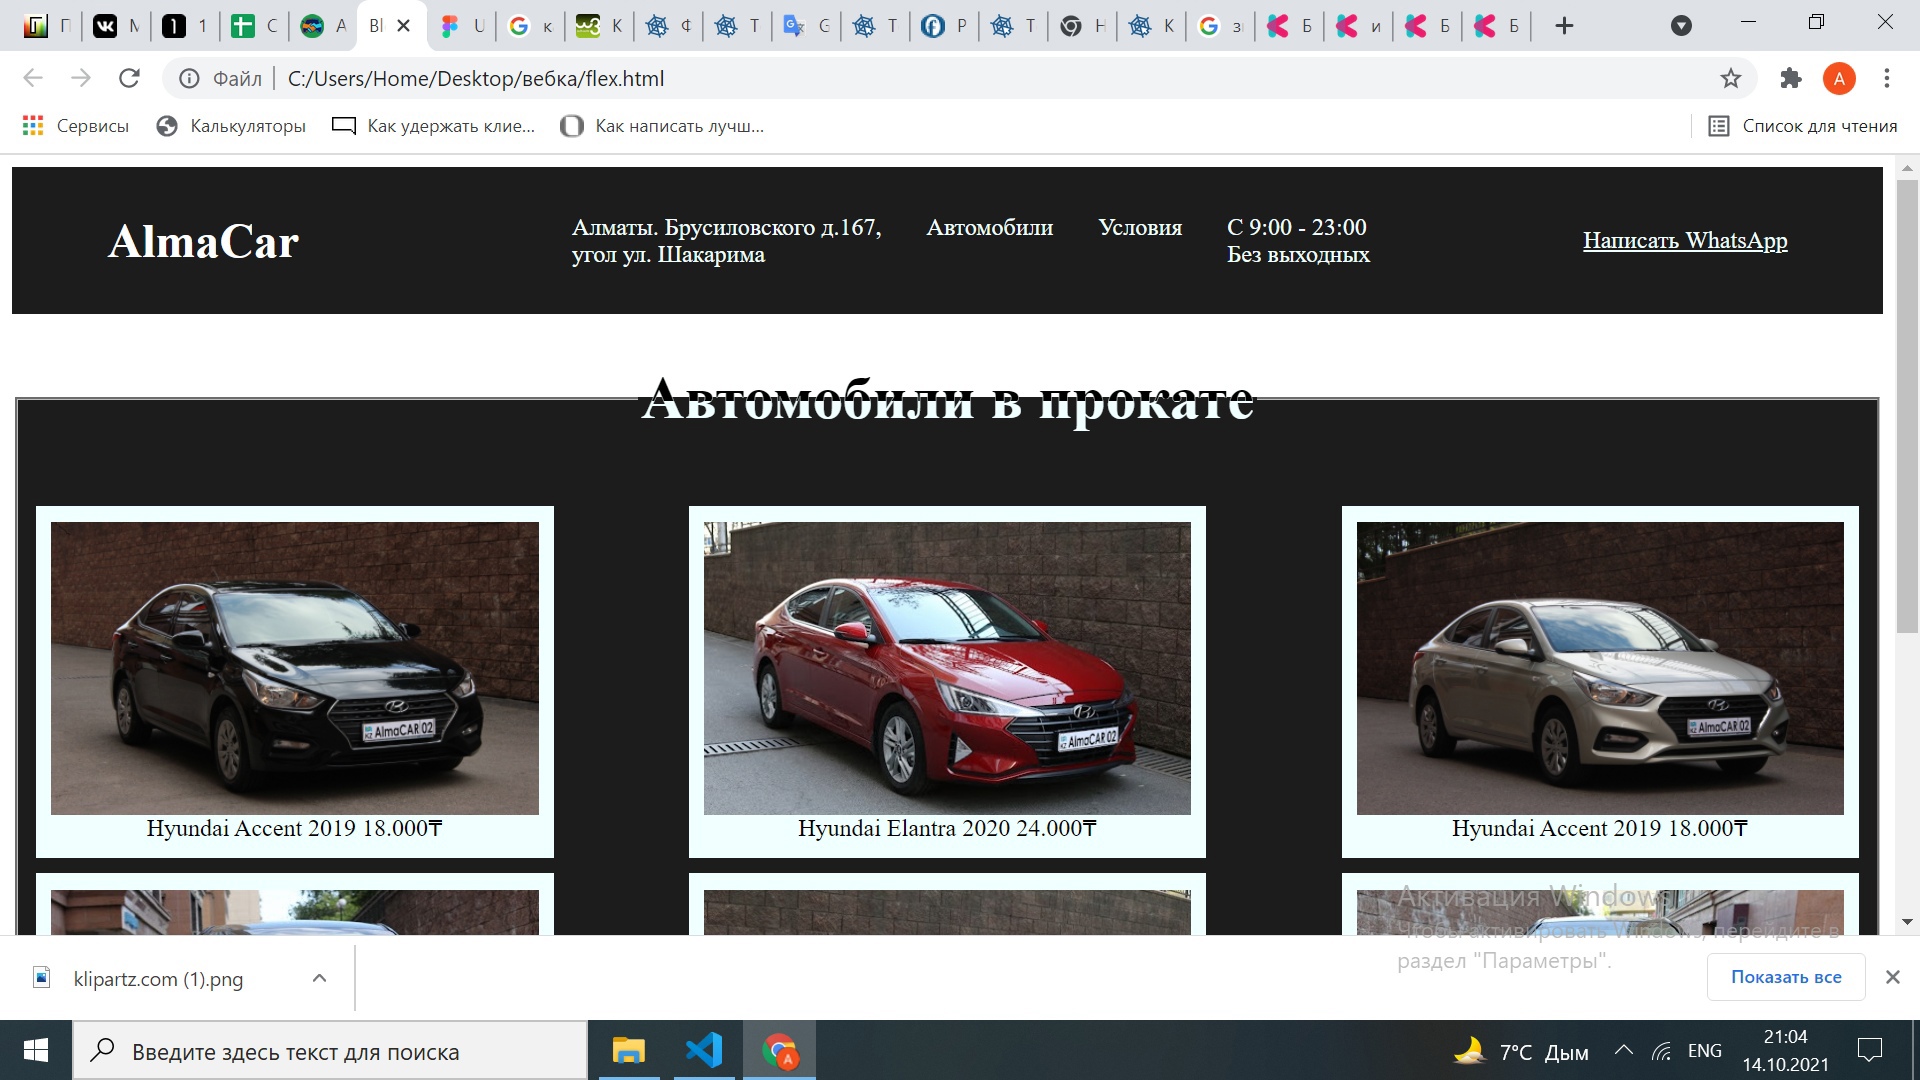 П
М
1
С
A
Bl
U
к
К
Ф
Т
G
Т
Р
Т
Н
К
зн
Б
и
Б
Б
Файл
C:/Users/Home/Desktop/вебка/flex.html
A
Сервисы
Калькуляторы
Как удержать клие...
Как написать лучш...
Список для чтения
AlmaCar
Алматы. Брусиловского д.167,
угол ул. Шакарима
Автомобили
Условия
С 9:00 - 23:00
Без выходных
Написать WhatsApp
Автомобили в прокате
AlmaCAR 02
AlmaCAR 02
AlmaCAR 02
Hyundai Accent 2019 18.000₸
Hyundai Elantra 2020 24.000₸
Hyundai Accent 2019 18.000₸
Активация Windows
Чтобы активировать Windows, перейдите в
раздел "Параметры".
klipartz.com (1).png
Показать все
Введите здесь текст для поиска
7°C Дым
ENG
21:04
14.10.2021